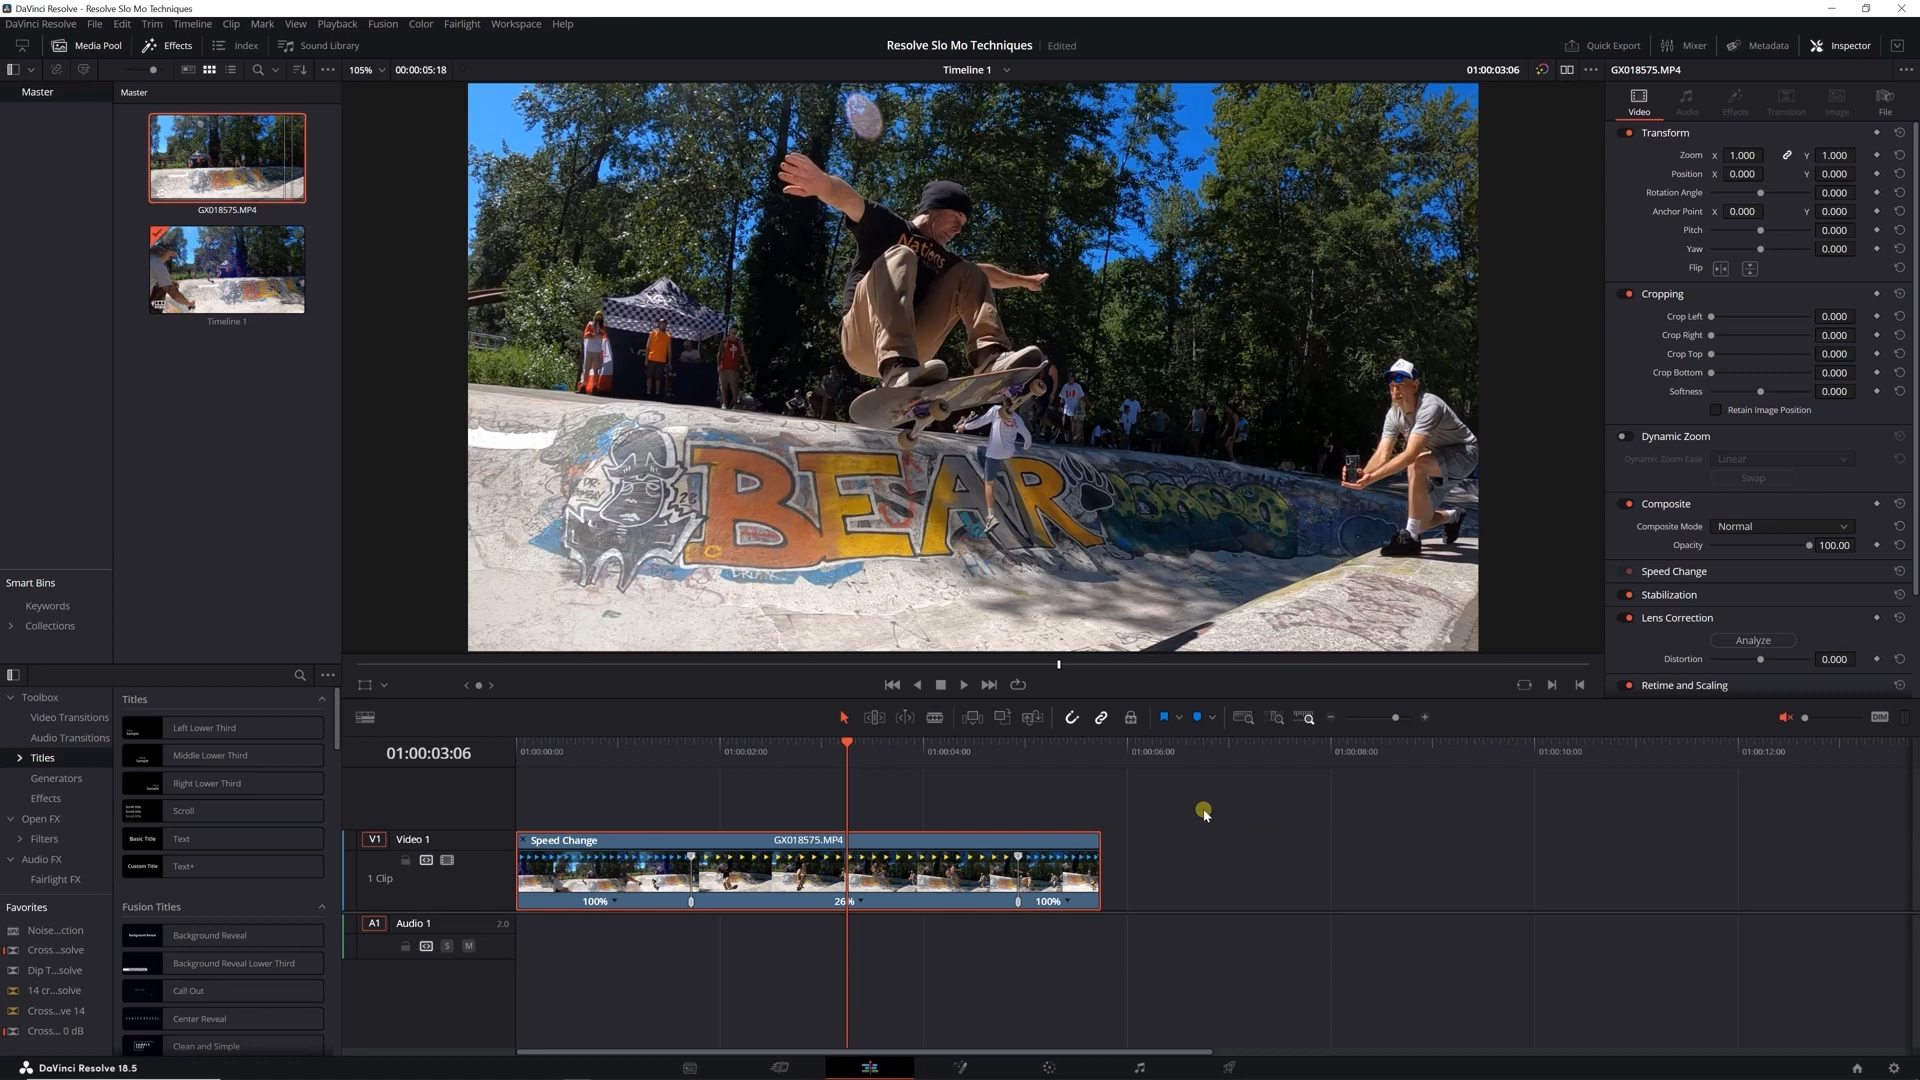 DaVinci Resolve - Resolve Slo Mo Techniques
DaVinci Resolve File Edit Trim Timeline Clip Mark View Playback Fusion Color Fairlight Workspace Help
Media Pool Effects Index Sound Library Resolve Slo Mo Techniques Edited Quick Export Mixer Metadata Inspector
105% 00:00:05:18 Timeline 1 01:00:03:06 GX018575.MP4
Master Master
GX018575.MP4
Timeline 1
Smart Bins
Keywords
Collections
Nations
BEAR
Video Audio Effects Transition Image File
Transform
Zoom X 1.000 Y 1.000
Position X 0.000 Y 0.000
Rotation Angle 0.000
Anchor Point X 0.000 Y 0.000
Pitch 0.000
Yaw 0.000
Flip
Cropping
Crop Left 0.000
Crop Right 0.000
Crop Top 0.000
Crop Bottom 0.000
Softness 0.000
Retain Image Position
Dynamic Zoom
Dynamic Zoom Ease Linear
Swap
Composite
Composite Mode Normal
Opacity 100.00
Speed Change
Stabilization
Lens Correction
Analyze
Distortion 0.000
Retime and Scaling
Toolbox
Video Transitions
Audio Transitions
Titles
Generators
Effects
Open FX
Filters
Audio FX
Fairlight FX
Favorites
Noise...ction
Cross...solve
Dip T...solve
14 cr...solve
Cross...ve 14
Cross... 0 dB
Titles
Left Lower Third
Middle Lower Third
Right Lower Third
Scroll
Basic Title Text
Custom Title Text+
Fusion Titles
Background Reveal
Background Reveal Lower Third
Call Out
Center Reveal
Clean and Simple
DIM
01:00:03:06 01:00:00:00 01:00:02:00 01:00:04:00 01:00:06:00 01:00:08:00 01:00:10:00 01:00:12:00
V1 Video 1
1 Clip
Speed Change GX018575.MP4
100% 26% 100%
A1 Audio 1 2.0
S M
DaVinci Resolve 18.5